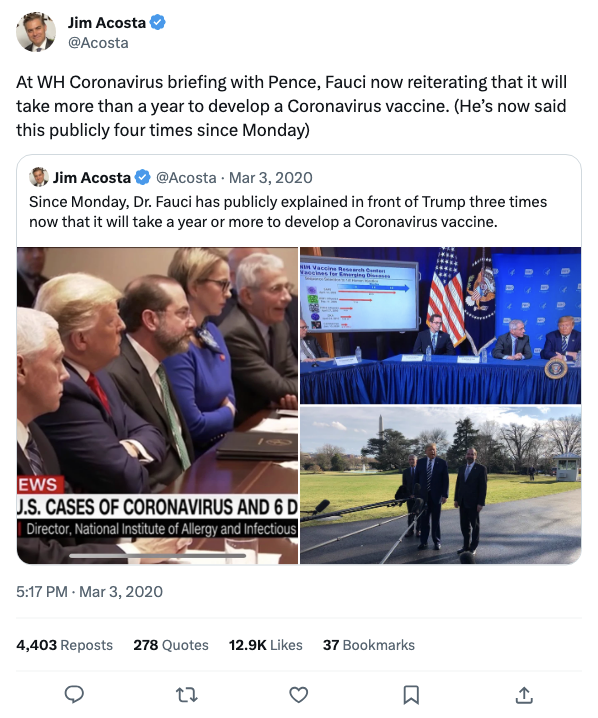 Jim Acosta
@Acosta
At WH Coronavirus briefing with Pence, Fauci now reiterating that it will
take more than a year to develop a Coronavirus vaccine. (He’s now said
this publicly four times since Monday)
Jim Acosta @Acosta · Mar 3, 2020
Since Monday, Dr. Fauci has publicly explained in front of Trump three times
now that it will take a year or more to develop a Coronavirus vaccine.
Vaccine Research Center:
Vaccines for Emerging Diseases
EWS
U.S. CASES OF CORONAVIRUS AND 6 D
Director, National Institute of Allergy and Infectious
5:17 PM · Mar 3, 2020
4,403 Reposts 278 Quotes 12.9K Likes 37 Bookmarks